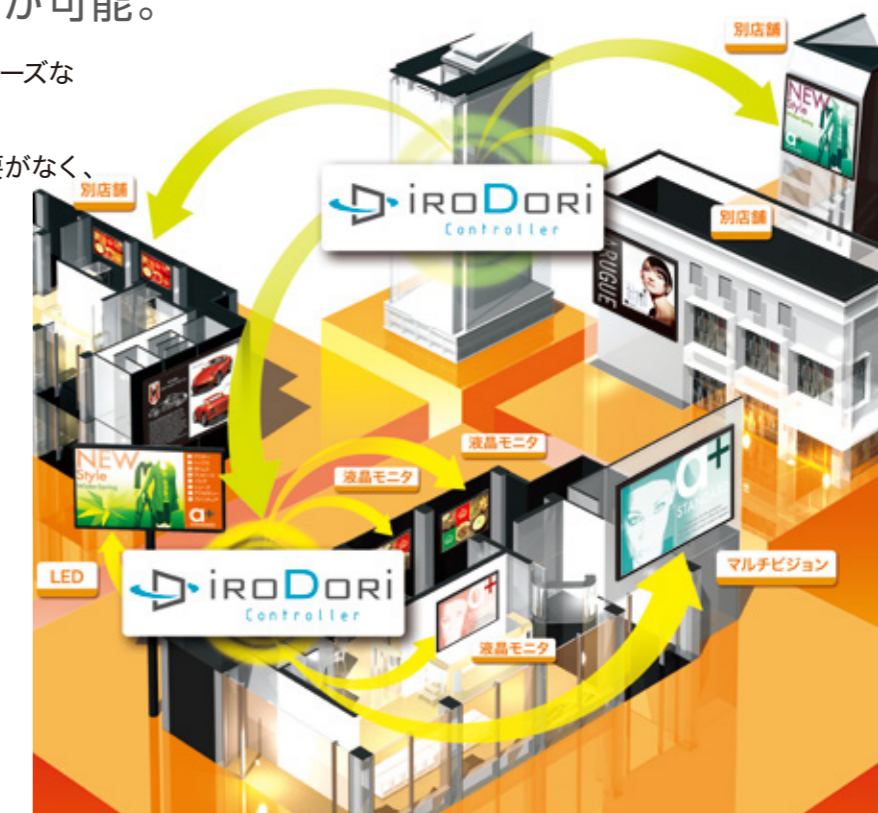 が可能。
ーズな
要がなく、
別店舗
別店舗
iRODORi
Controller
別店舗
NEW
Style
a+
ARUGUE
液晶モニタ
液晶モニタ
NEW
Style
a+
LED
iRODORi
Controller
a+
STANDARD
マルチビジョン
a+
液晶モニタ